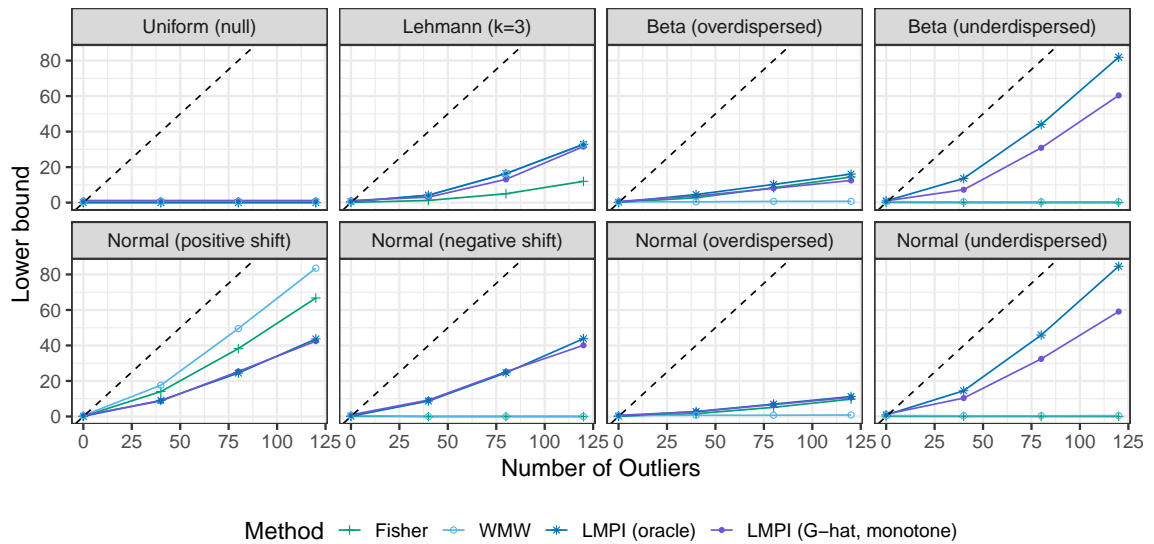 Uniform (null) Lehmann (k=3) Beta (overdispersed) Beta (underdispersed)
80
60
40
20
0
Normal (positive shift) Normal (negative shift) Normal (overdispersed) Normal (underdispersed)
80
60
40
20
0
Lower bound
0 25 50 75 100 125 0 25 50 75 100 125 0 25 50 75 100 125 0 25 50 75 100 125
Number of Outliers
Method Fisher WMW LMPI (oracle) LMPI (G−hat, monotone)